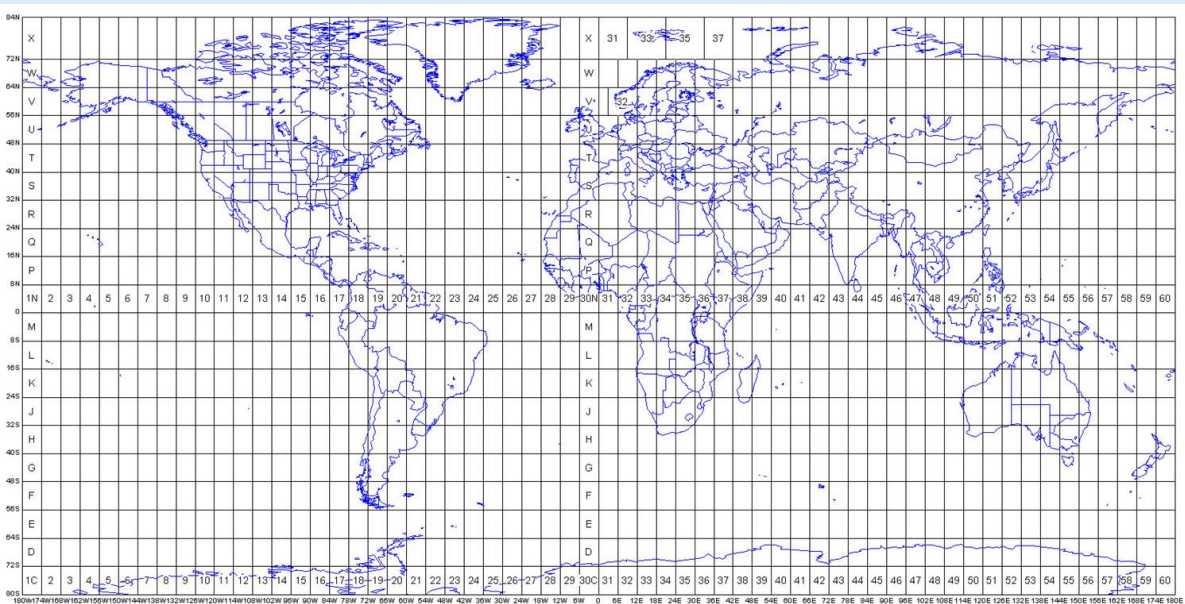 84N
X X 31 33 35 37
72N
W W
64N
V V 32
56N
U U
48N
T T
40N
S S
32N
R R
24N
Q Q
16N
P P
8N
1N 2 3 4 5 6 7 8 9 10 11 12 13 14 15 16 17 18 19 20 21 22 23 24 25 26 27 28 29 30N 31 32 33 34 35 36 37 38 39 40 41 42 43 44 45 46 47 48 49 50 51 52 53 54 55 56 57 58 59 60
0
M M
8S
L L
16S
K K
24S
J J
32S
H H
40S
G G
48S
F F
56S
E E
64S
D D
72S
1C 2 3 4 5 6 7 8 9 10 11 12 13 14 15 16 17 18 19 20 21 22 23 24 25 26 27 28 29 30C 31 32 33 34 35 36 37 38 39 40 41 42 43 44 45 46 47 48 49 50 51 52 53 54 55 56 57 58 59 60
80S
180W 174W 168W 162W 156W 150W 144W 138W 132W 126W 120W 114W 108W 102W 96W 90W 84W 78W 72W 66W 60W 54W 48W 42W 36W 30W 24W 18W 12W 6W 0 6E 12E 18E 24E 30E 36E 42E 48E 54E 60E 66E 72E 78E 84E 90E 96E 102E 108E 114E 120E 126E 132E 138E 144E 150E 156E 162E 168E 174E 180E